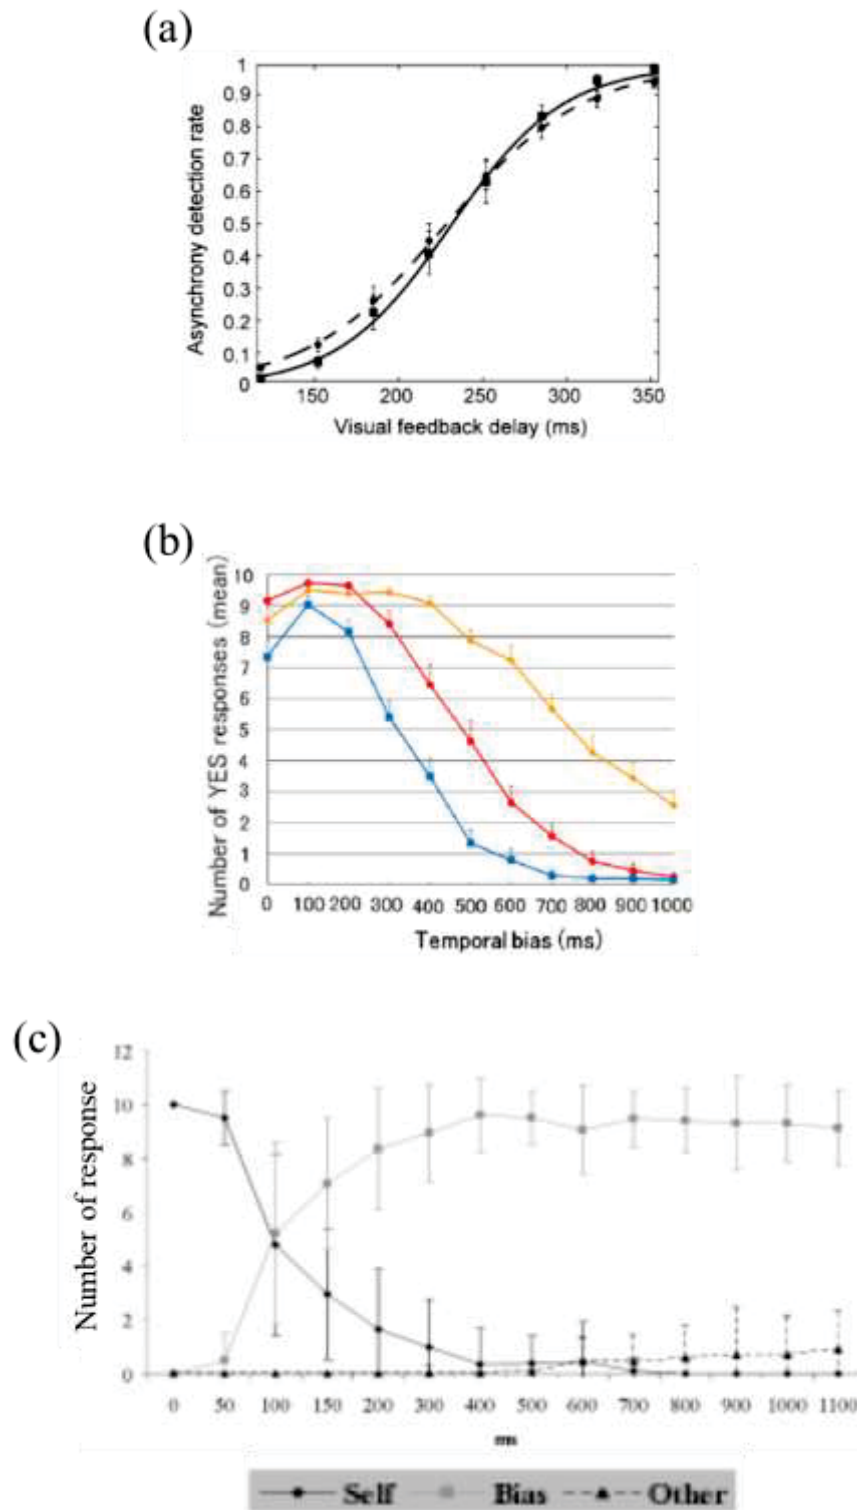 (a)
1
0.9
0.8
0.7
0.6
0.5
0.4
0.3
0.2
0.1
0
Asynchrony detection rate
150 200 250 300 350
Visual feedback delay (ms)
(b)
10
9
8
7
6
5
4
3
2
1
0
Number of YES responses (mean)
0 100 200 300 400 500 600 700 800 900 1000
Temporal bias (ms)
(c)
12
10
8
6
4
2
0
Number of response
0 50 100 150 200 300 400 500 600 700 800 900 1000 1100
ms
Self Bias Other